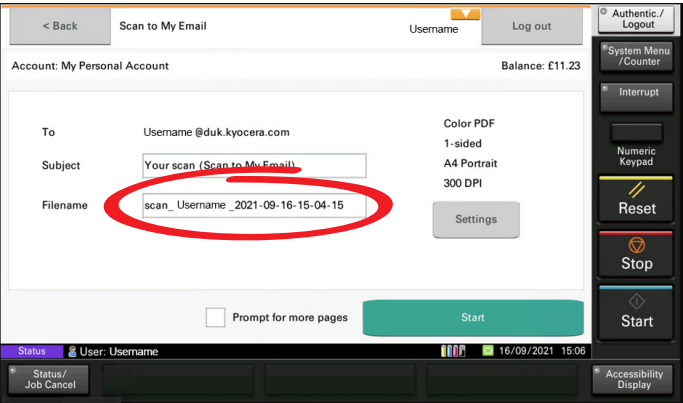 < Back
Scan to My Email
Username
Log out
Authentic./
Logout
Account: My Personal Account
Balance: £11.23
System Menu
/Counter
Interrupt
To
Username @duk.kyocera.com
Color PDF
1-sided
Subject
Your scan (Scan to My Email)
A4 Portrait
300 DPI
Numeric
Keypad
Filename
scan_ Username _2021-09-16-15-04-15
Settings
Reset
Stop
Prompt for more pages
Start
Start
Status
User: Username
16/09/2021 15:06
Status/
Job Cancel
Accessibility
Display